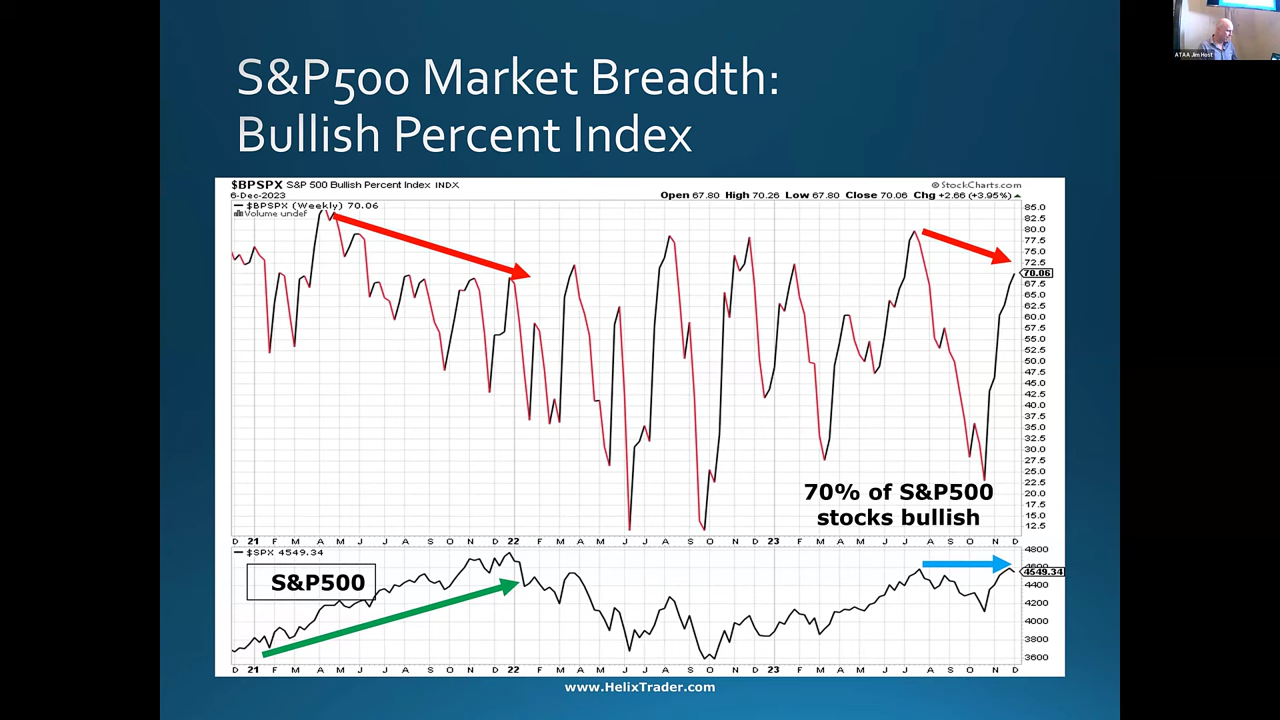 S&P500 Market Breadth:
Bullish Percent Index
ATAA Jim Host
$BPSPX S&P 500 Bullish Percent Index INDX
© StockCharts.com
6-Dec-2023
Open 67.80 High 70.26 Low 67.80 Close 70.06 Chg +2.66 (+3.95%)
$BPSPX (Weekly) 70.06
Volume undef
85.0
82.5
80.0
77.5
75.0
72.5
70.06
67.5
65.0
62.5
60.0
57.5
55.0
52.5
50.0
47.5
45.0
42.5
40.0
37.5
35.0
32.5
30.0
27.5
25.0
22.5
20.0
17.5
15.0
12.5
70% of S&P500
stocks bullish
D 21 F M A M J J A S O N D 22 F M A M J J A S O N D 23 F M A M J J A S O N D
$SPX 4549.34
S&P500
4800
4600
4549.34
4400
4200
4000
3800
3600
D 21 F M A M J J A S O N D 22 F M A M J J A S O N D 23 F M A M J J A S O N D
www.HelixTrader.com